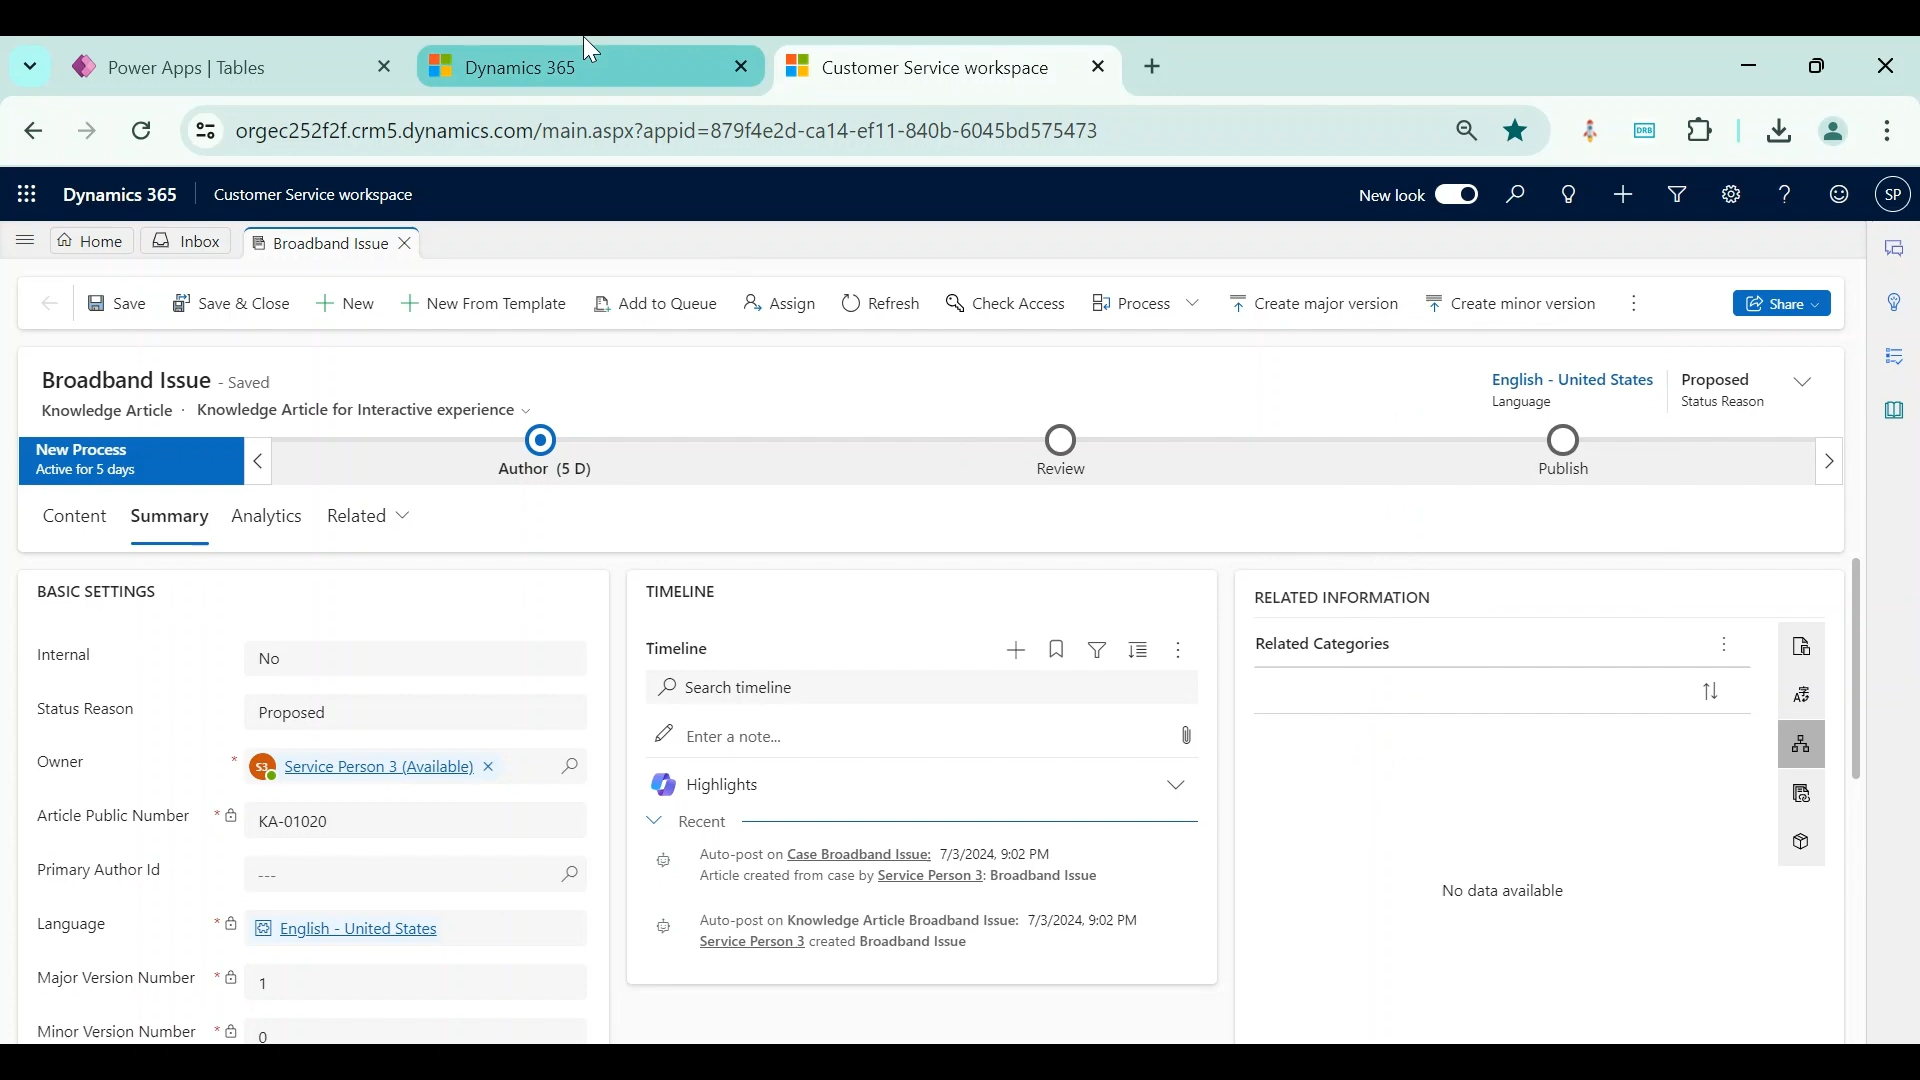 Power Apps | Tables
Dynamics 365
Customer Service workspace
orgec252f2f.crm5.dynamics.com/main.aspx?appid=879f4e2d-ca14-ef11-840b-6045bd575473
DRB
Dynamics 365
Customer Service workspace
New look
SP
Home
Inbox
Broadband Issue
Save
Save & Close
New
New From Template
Add to Queue
Assign
Refresh
Check Access
Process
Create major version
Create minor version
Share
Broadband Issue - Saved
Knowledge Article · Knowledge Article for Interactive experience
English - United States
Language
Proposed
Status Reason
New Process
Active for 5 days
Author (5 D)
Review
Publish
Content
Summary
Analytics
Related
BASIC SETTINGS
Internal
No
Status Reason
Proposed
Owner
*
S3
Service Person 3 (Available)
Article Public Number
*
KA-01020
Primary Author Id
---
Language
*
English - United States
Major Version Number
*
1
Minor Version Number
*
0
TIMELINE
Timeline
Search timeline
Enter a note...
Highlights
Recent
Auto-post on Case Broadband Issue: 7/3/2024, 9:02 PM
Article created from case by Service Person 3: Broadband Issue
Auto-post on Knowledge Article Broadband Issue: 7/3/2024, 9:02 PM
Service Person 3 created Broadband Issue
RELATED INFORMATION
Related Categories
No data available